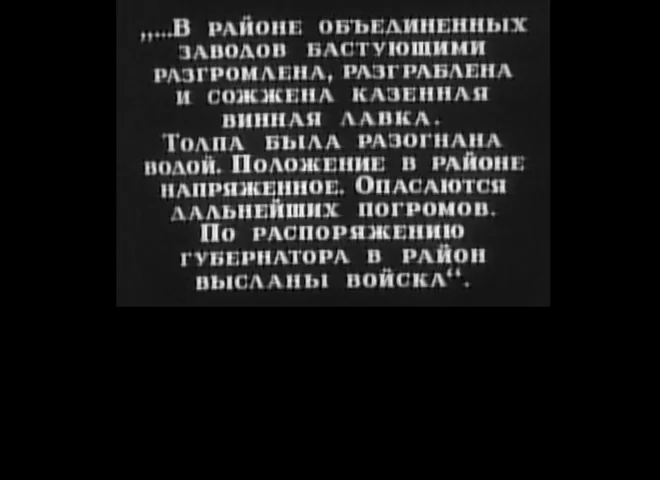 „...В РАЙОНЕ ОБЪЕДИНЕННЫХ
ЗАВОДОВ БАСТУЮЩИМИ
РАЗГРОМЛЕНА, РАЗГРАБЛЕНА
И СОЖЖЕНА КАЗЕННАЯ
ВИННАЯ ЛАВКА.
ТОЛПА БЫЛА РАЗОГНАНА
ВОДОЙ. ПОЛОЖЕНИЕ В РАЙОНЕ
НАПРЯЖЕННОЕ. ОПАСАЮТСЯ
ДАЛЬНЕЙШИХ ПОГРОМОВ.
ПО РАСПОРЯЖЕНИЮ
ГУБЕРНАТОРА В РАЙОН
ВЫСЛАНЫ ВОЙСКА“.